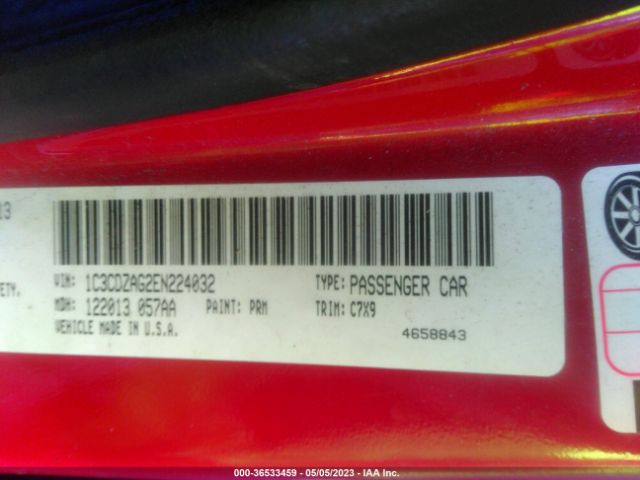 13
ETY.
VIN: 1C3CDZAG2EN224032 TYPE: PASSENGER CAR
MDH: 122013 057AA PAINT: PRM TRIM: C7X9
VEHICLE MADE IN U.S.A.
4658843
000-36533459 - 05/05/2023 - IAA Inc.